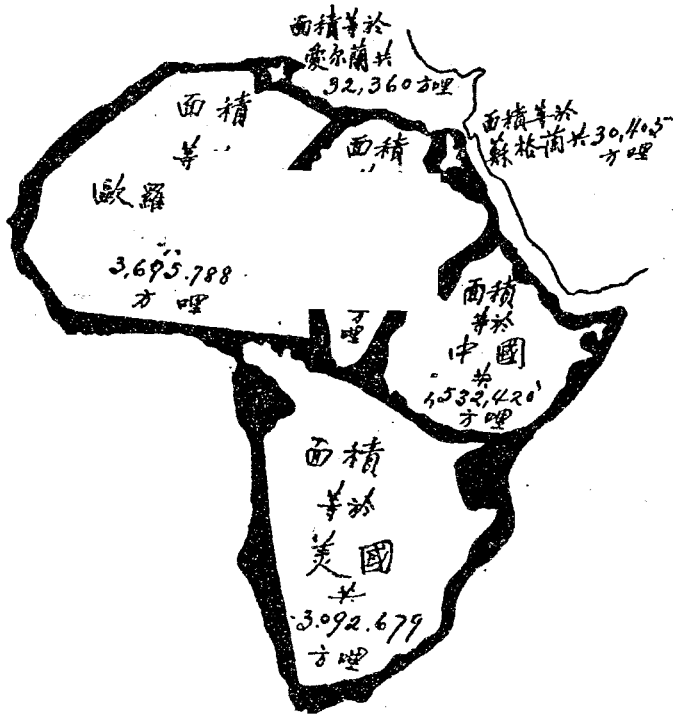 面積等於
愛尔蘭共
32,360方哩
面積等於
蘇格蘭共30,405
方哩
面積
等
歐羅
3,695.788
方哩
面積
方
哩
面積
等於
中國
共
1,532,420
方哩
面積
等於
美國
共
3.092.679
方哩